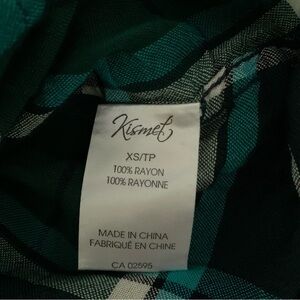 Kismet
XS/TP
100% RAYON
100% RAYONNE
MADE IN CHINA
FABRIQUÉ EN CHINE
CA 02595